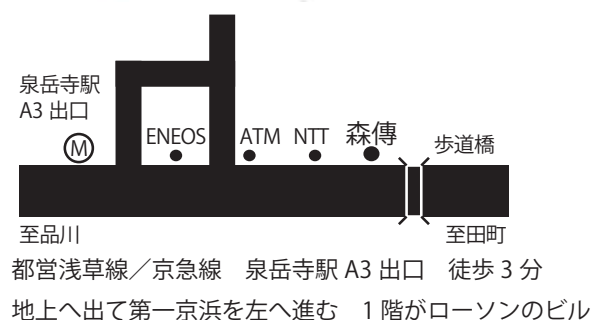 泉岳寺駅
A3 出口
M
ENEOS
ATM
NTT
森傳
歩道橋
至品川
至田町
都営浅草線／京急線　泉岳寺駅 A3 出口　徒歩 3 分
地上へ出て第一京浜を左へ進む　1 階がローソンのビル